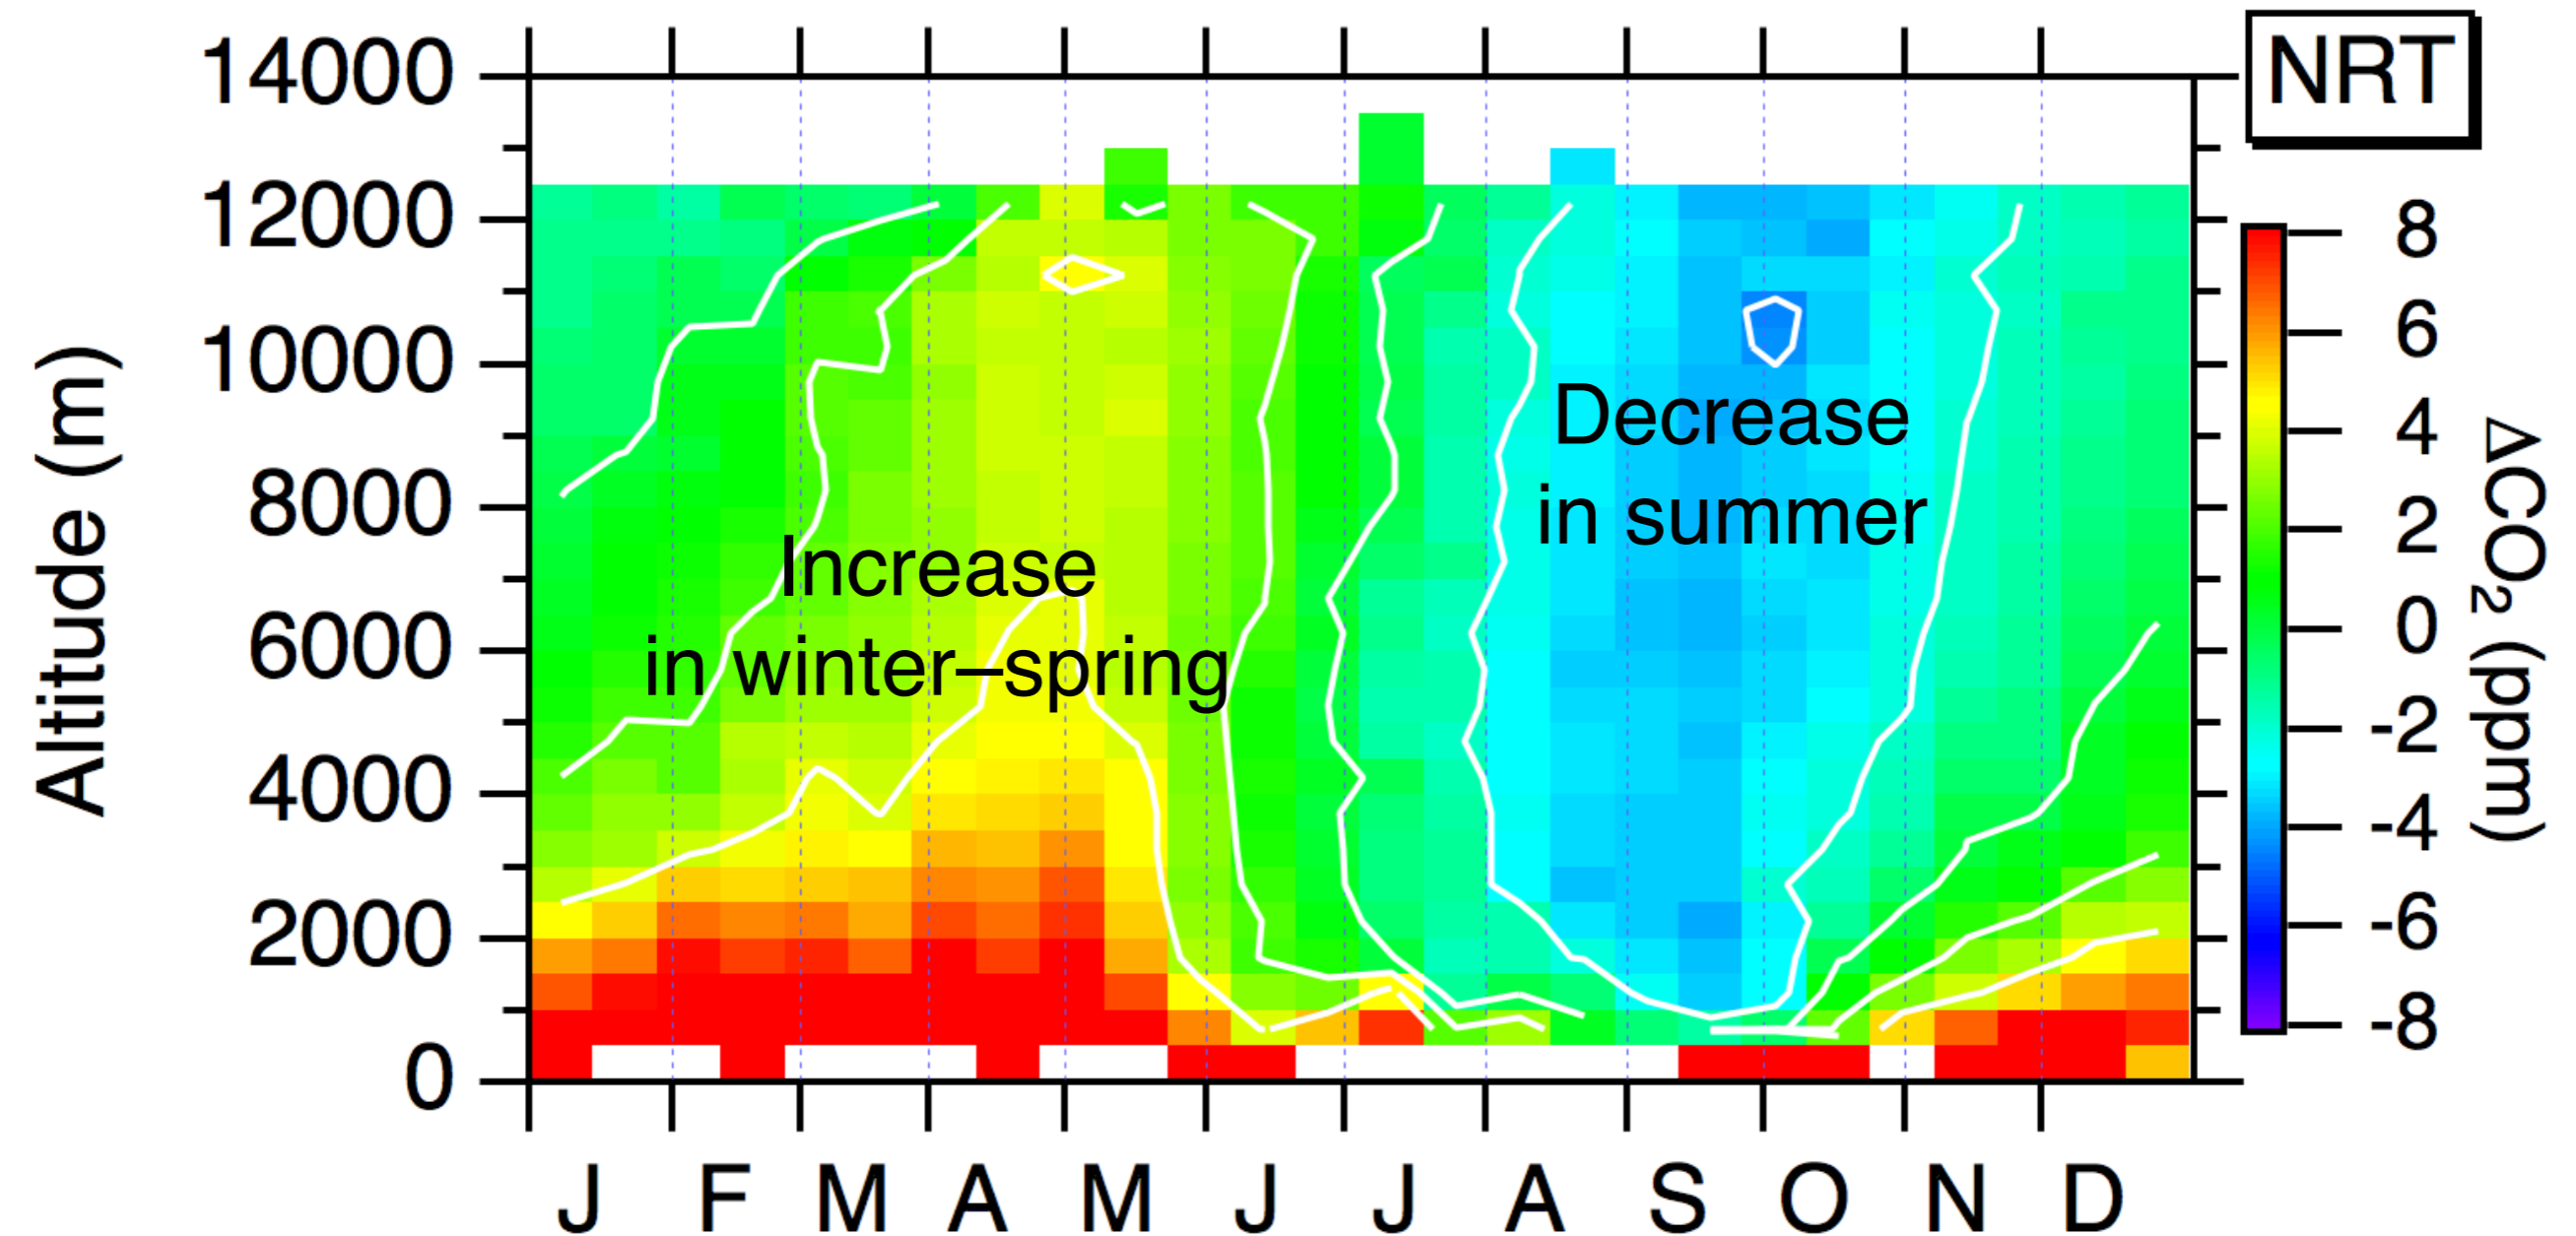 NRT
14000
12000
10000
8000
6000
4000
2000
0
Altitude (m)
Increase
in winter–spring
Decrease
in summer
J F M A M J J A S O N D
8
6
4
2
0
-2
-4
-6
-8
ΔCO₂ (ppm)